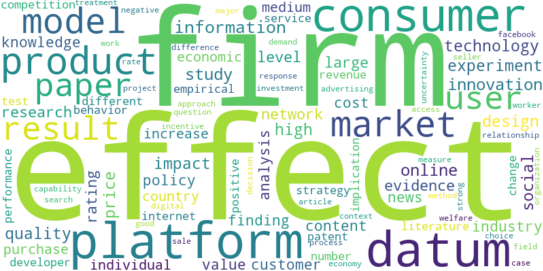 competition
treatment
negative
work
model
knowledge
major
difference
rate
firm
information
medium
service
consumer
demand
facebook
response
uncertainty
seller
product
economic
level
large
revenue
technology
experiment
project
investment
advertising
worker
paper
study
empirical
innovation
test
different
approach
question
cost
access
user
research
behavior
incentive
network
market
design
relationship
result
increase
high
effect
performance
capability
search
rating
price
impact
policy
country
digital
internet
positive
decision
analysis
strategy
article
implication
online
evidence
news
measure
method
strong
social
change
organization
quality
purchase
developer
individual
platform
good
sale
finding
value
customer
content
patent
process
number
context
economy
literature
welfare
industry
choice
field
datum
case